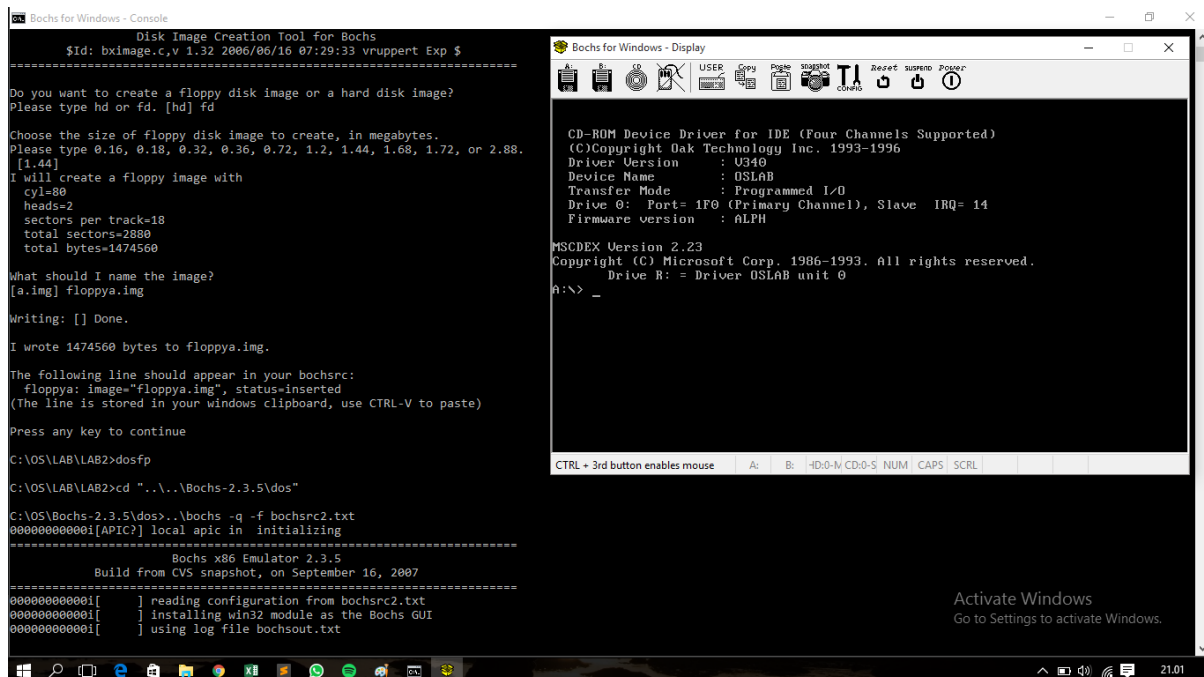 Bochs for Windows - Console
Disk Image Creation Tool for Bochs
$Id: bximage.c,v 1.32 2006/06/16 07:29:33 vruppert Exp $
========================================================================
Do you want to create a floppy disk image or a hard disk image?
Please type hd or fd. [hd] fd
Choose the size of floppy disk image to create, in megabytes.
Please type 0.16, 0.18, 0.32, 0.36, 0.72, 1.2, 1.44, 1.68, 1.72, or 2.88.
[1.44]
I will create a floppy image with
cyl=80
heads=2
sectors per track=18
total sectors=2880
total bytes=1474560
What should I name the image?
[a.img] floppya.img
Writing: [] Done.
I wrote 1474560 bytes to floppya.img.
The following line should appear in your bochsrc:
floppya: image="floppya.img", status=inserted
(The line is stored in your windows clipboard, use CTRL-V to paste)
Press any key to continue
C:\OS\LAB\LAB2>dosfp
C:\OS\LAB\LAB2>cd "..\..\Bochs-2.3.5\dos"
C:\OS\Bochs-2.3.5\dos>..\bochs -q -f bochsrc2.txt
00000000000i[APIC?] local apic in  initializing
========================================================================
Bochs x86 Emulator 2.3.5
Build from CVS snapshot, on September 16, 2007
========================================================================
00000000000i[     ] reading configuration from bochsrc2.txt
00000000000i[     ] installing win32 module as the Bochs GUI
00000000000i[     ] using log file bochsout.txt
Bochs for Windows - Display
A: B: CD USER Copy Paste snapshot CONFIG Reset SUSPEND Power
CD-ROM Device Driver for IDE (Four Channels Supported)
(C)Copyright Oak Technology Inc. 1993-1996
Driver Version : V340
Device Name : OSLAB
Transfer Mode : Programmed I/O
Drive 0: Port= 1F0 (Primary Channel), Slave IRQ= 14
Firmware version : ALPH
MSCDEX Version 2.23
Copyright (C) Microsoft Corp. 1986-1993. All rights reserved.
Drive R: = Driver OSLAB unit 0
A:\> _
CTRL + 3rd button enables mouse A: B: HD:0-M CD:0-S NUM CAPS SCRL
Activate Windows
Go to Settings to activate Windows.
21.01